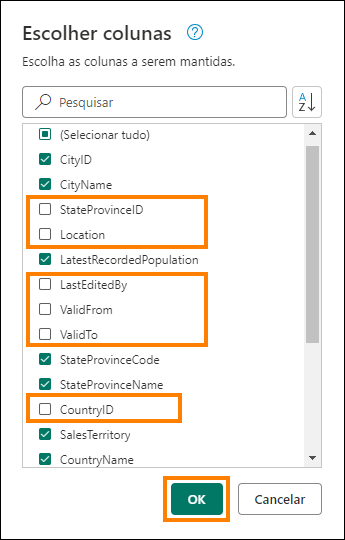 Escolher colunas
Escolha as colunas a serem mantidas.
Pesquisar
(Selecionar tudo)
CityID
CityName
StateProvinceID
Location
LatestRecordedPopulation
LastEditedBy
ValidFrom
ValidTo
StateProvinceCode
StateProvinceName
CountryID
SalesTerritory
CountryName
OK
Cancelar